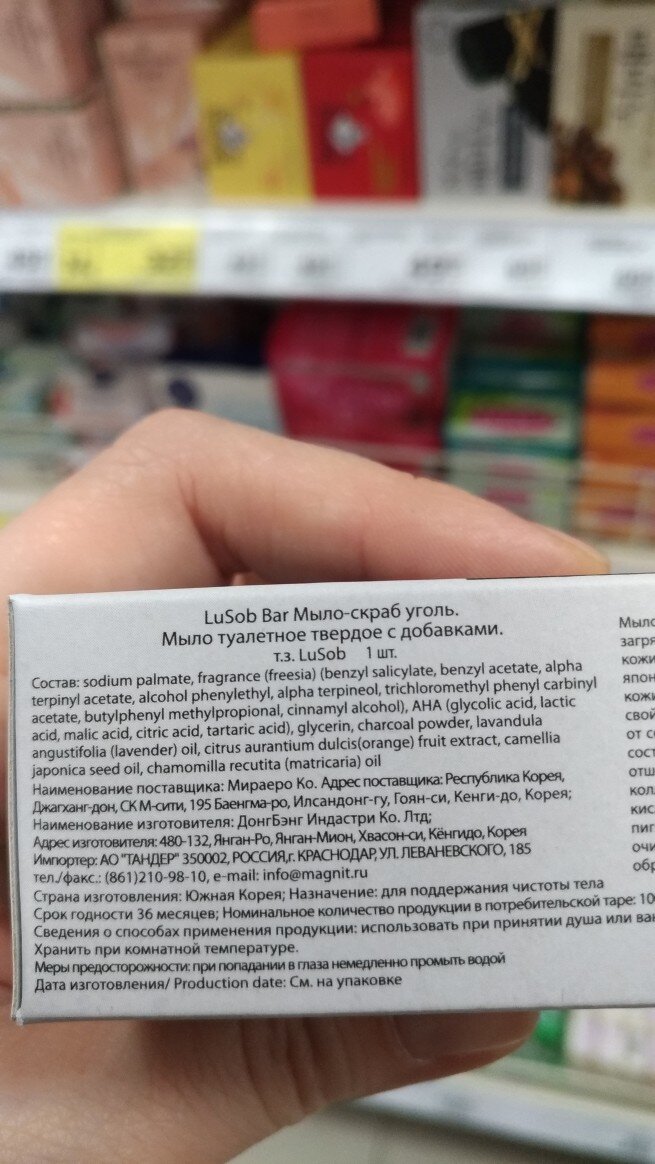 LuSob Bar Мыло-скраб уголь.
Мыло туалетное твердое с добавками.
т.з. LuSob 1 шт.
Состав: sodium palmate, fragrance (freesia) (benzyl salicylate, benzyl acetate, alpha
terpinyl acetate, alcohol phenylethyl, alpha terpineol, trichloromethyl phenyl carbinyl
acetate, butylphenyl methylpropional, cinnamyl alcohol), AHA (glycolic acid, lactic
acid, malic acid, citric acid, tartaric acid), glycerin, charcoal powder, lavandula
angustifolia (lavender) oil, citrus aurantium dulcis(orange) fruit extract, camellia
japonica seed oil, chamomilla recutita (matricaria) oil
Наименование поставщика: Мираеро Ко. Адрес поставщика: Республика Корея,
Джагханг-дон, СК М-сити, 195 Баенгма-ро, Илсандонг-гу, Гоян-си, Кенги-до, Корея;
Наименование изготовителя: ДонгБэнг Индастри Ко. Лтд;
Адрес изготовителя: 480-132, Янган-Ро, Янган-Мион, Хвасон-си, Кёнгидо, Корея
Импортер: АО "ТАНДЕР" 350002, РОССИЯ,г. КРАСНОДАР, УЛ. ЛЕВАНЕВСКОГО, 185
тел./факс.: (861)210-98-10, e-mail: info@magnit.ru
Страна изготовления: Южная Корея; Назначение: для поддержания чистоты тела
Срок годности 36 месяцев; Номинальное количество продукции в потребительской таре: 10
Сведения о способах применения продукции: использовать при принятии душа или ван
Хранить при комнатной температуре.
Меры предосторожности: при попадании в глаза немедленно промыть водой
Дата изготовления/ Production date: См. на упаковке
Мыло
загря
кожи
япон
кожи
свой
от со
сост
отш
кол
кис
пиг
очи
обр